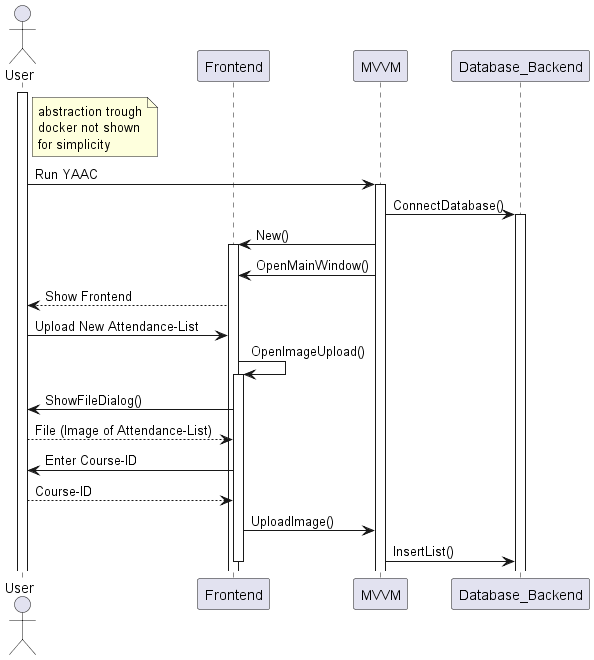 User
Frontend
MVVM
Database_Backend
abstraction trough
docker not shown
for simplicity
Run YAAC
ConnectDatabase()
New()
OpenMainWindow()
Show Frontend
Upload New Attendance-List
OpenImageUpload()
ShowFileDialog()
File (Image of Attendance-List)
Enter Course-ID
Course-ID
UploadImage()
InsertList()
User
Frontend
MVVM
Database_Backend